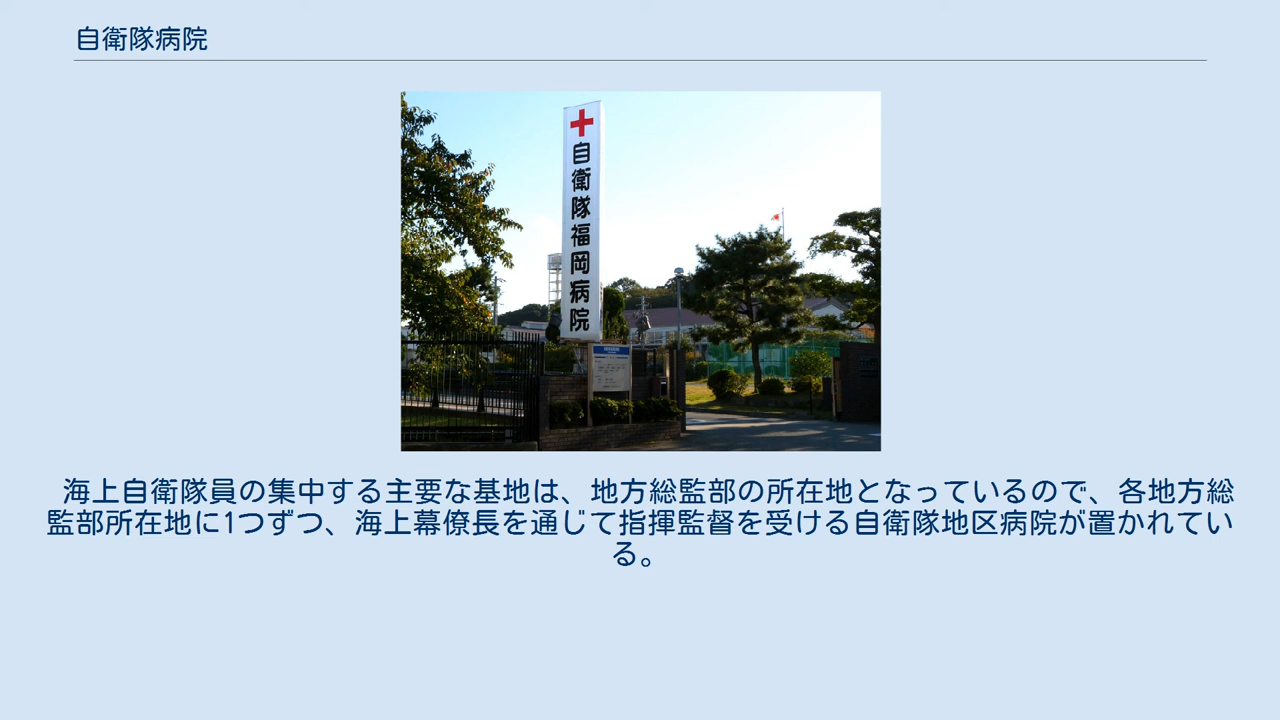 自衛隊病院
自衛隊福岡病院
海上自衛隊員の集中する主要な基地は、地方総監部の所在地となっているので、各地方総
監部所在地に1つずつ、海上幕僚長を通じて指揮監督を受ける自衛隊地区病院が置かれてい
る。